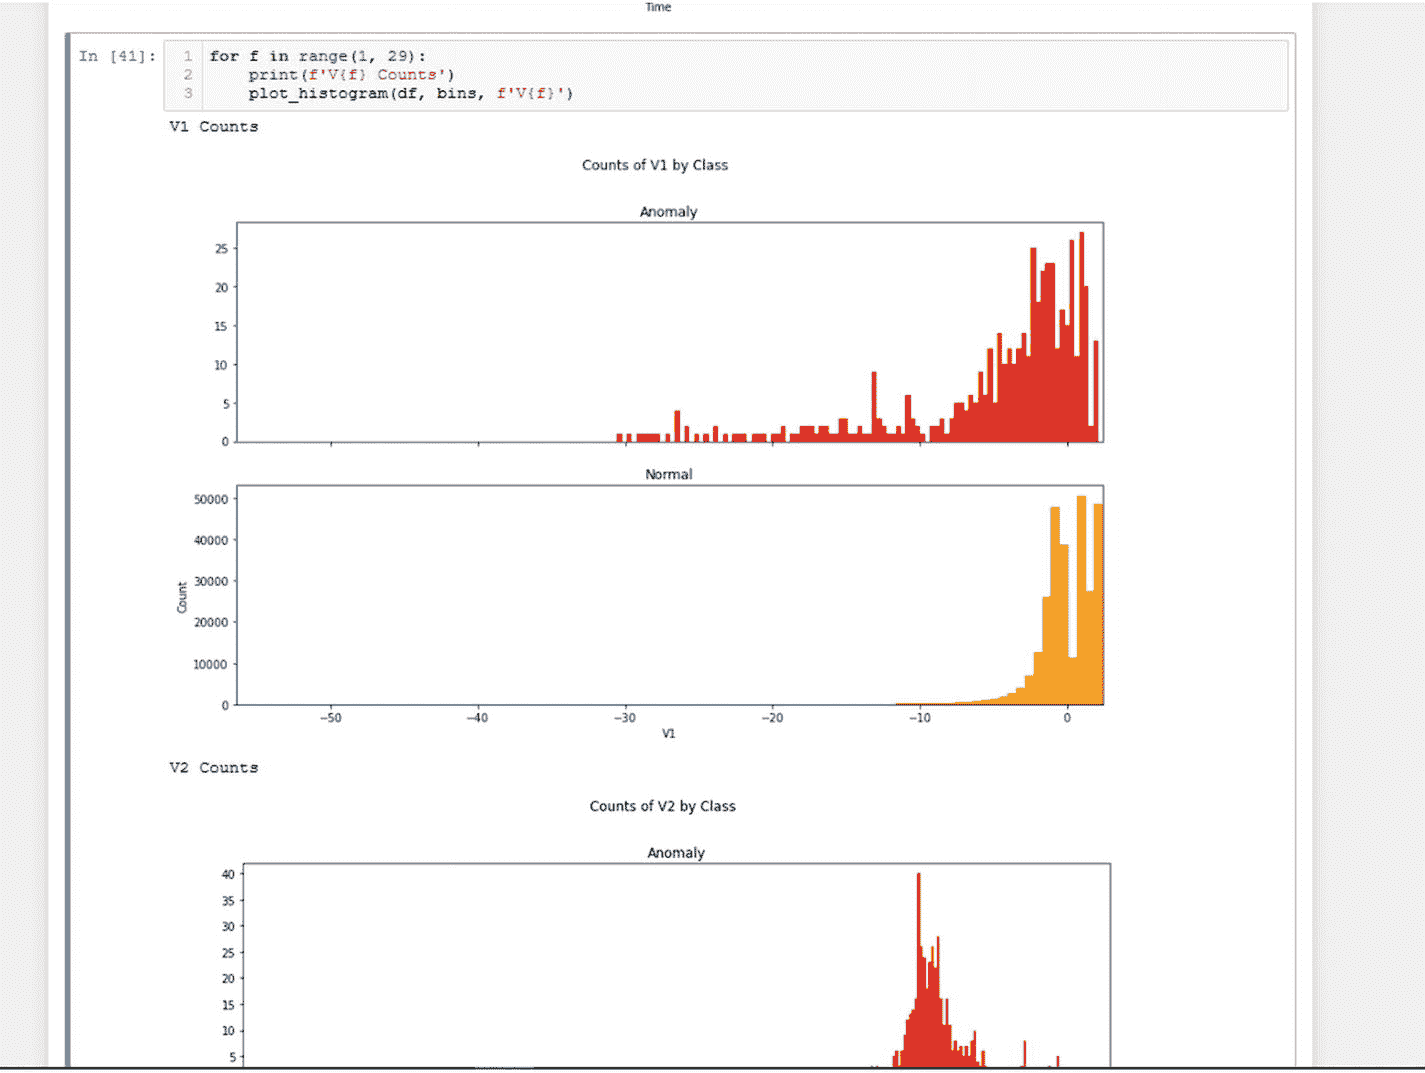 Time
In [41]:
1 for f in range(1, 29):
2 print(f'V{f} Counts')
3 plot_histogram(df, bins, f'V{f}')
V1 Counts
Counts of V1 by Class
Anomaly
25
20
15
10
5
0
Normal
50000
40000
30000
20000
10000
0
Count
−50 −40 −30 −20 −10 0
V1
V2 Counts
Counts of V2 by Class
Anomaly
40
35
30
25
20
15
10
5